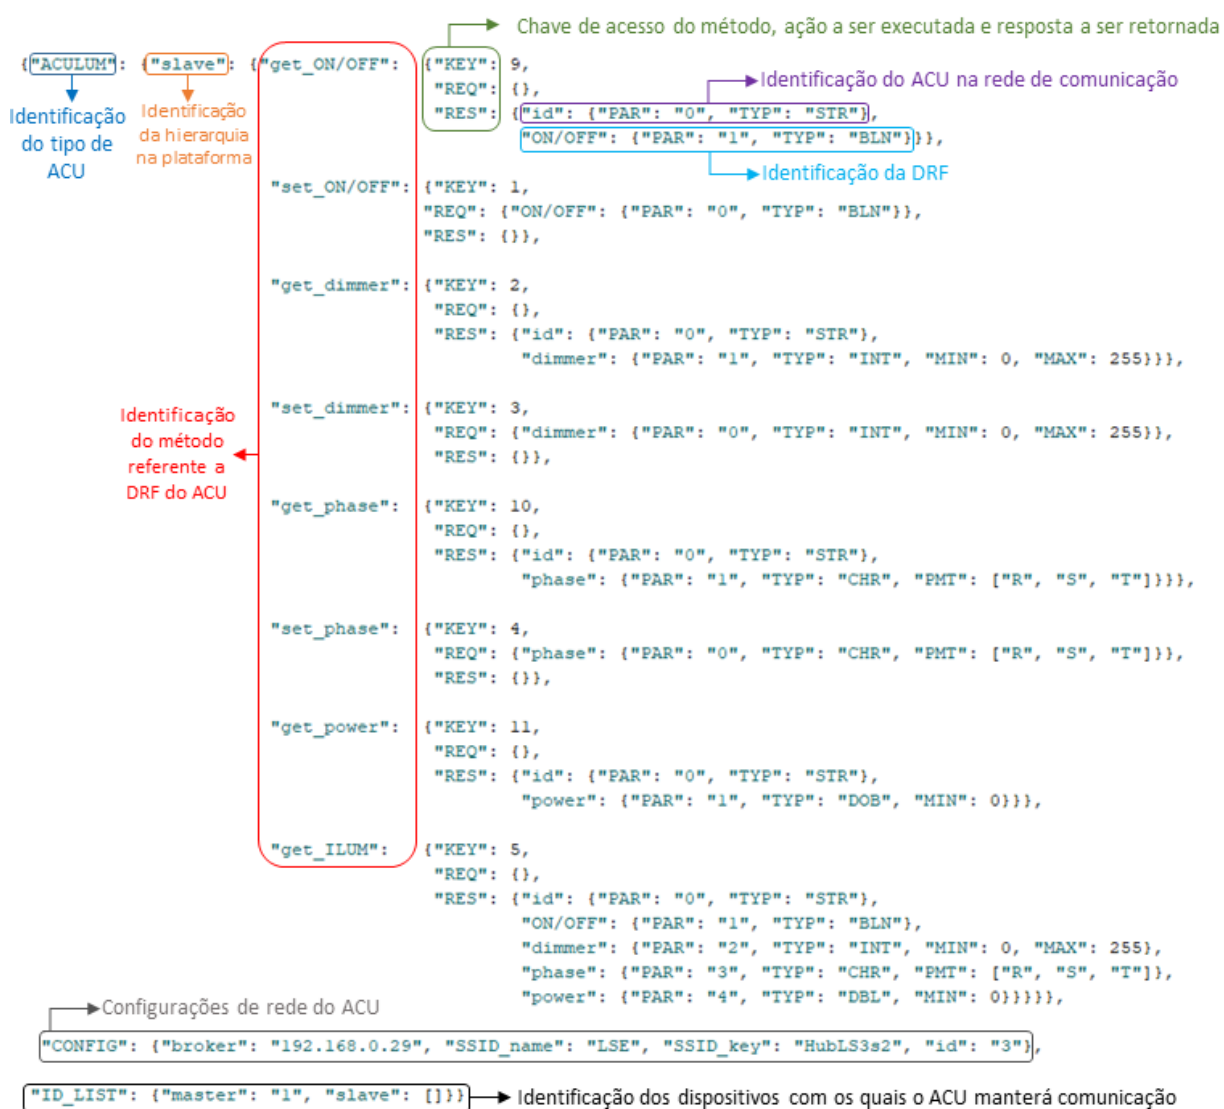 Chave de acesso do método, ação a ser executada e resposta a ser retornada
{"ACULUM": {"slave": {"get_ON/OFF": {"KEY": 9,
"REQ": {},
"RES": {"id": {"PAR": "0", "TYP": "STR"},
"ON/OFF": {"PAR": "1", "TYP": "BLN"}}},
Identificação do ACU na rede de comunicação
Identificação
do tipo de
ACU
Identificação
da hierarquia
na plataforma
Identificação da DRF
"set_ON/OFF": {"KEY": 1,
"REQ": {"ON/OFF": {"PAR": "0", "TYP": "BLN"}},
"RES": {}},
"get_dimmer": {"KEY": 2,
"REQ": {},
"RES": {"id": {"PAR": "0", "TYP": "STR"},
"dimmer": {"PAR": "1", "TYP": "INT", "MIN": 0, "MAX": 255}}},
"set_dimmer": {"KEY": 3,
"REQ": {"dimmer": {"PAR": "0", "TYP": "INT", "MIN": 0, "MAX": 255}},
"RES": {}},
Identificação
do método
referente a
DRF do ACU
"get_phase": {"KEY": 10,
"REQ": {},
"RES": {"id": {"PAR": "0", "TYP": "STR"},
"phase": {"PAR": "1", "TYP": "CHR", "PMT": ["R", "S", "T"]}}},
"set_phase": {"KEY": 4,
"REQ": {"phase": {"PAR": "0", "TYP": "CHR", "PMT": ["R", "S", "T"]}},
"RES": {}},
"get_power": {"KEY": 11,
"REQ": {},
"RES": {"id": {"PAR": "0", "TYP": "STR"},
"power": {"PAR": "1", "TYP": "DOB", "MIN": 0}}},
"get_ILUM": {"KEY": 5,
"REQ": {},
"RES": {"id": {"PAR": "0", "TYP": "STR"},
"ON/OFF": {"PAR": "1", "TYP": "BLN"},
"dimmer": {"PAR": "2", "TYP": "INT", "MIN": 0, "MAX": 255},
"phase": {"PAR": "3", "TYP": "CHR", "PMT": ["R", "S", "T"]},
"power": {"PAR": "4", "TYP": "DBL", "MIN": 0}}}}},
Configurações de rede do ACU
"CONFIG": {"broker": "192.168.0.29", "SSID_name": "LSE", "SSID_key": "HubLS3s2", "id": "3"},
"ID_LIST": {"master": "1", "slave": []}}
Identificação dos dispositivos com os quais o ACU manterá comunicação